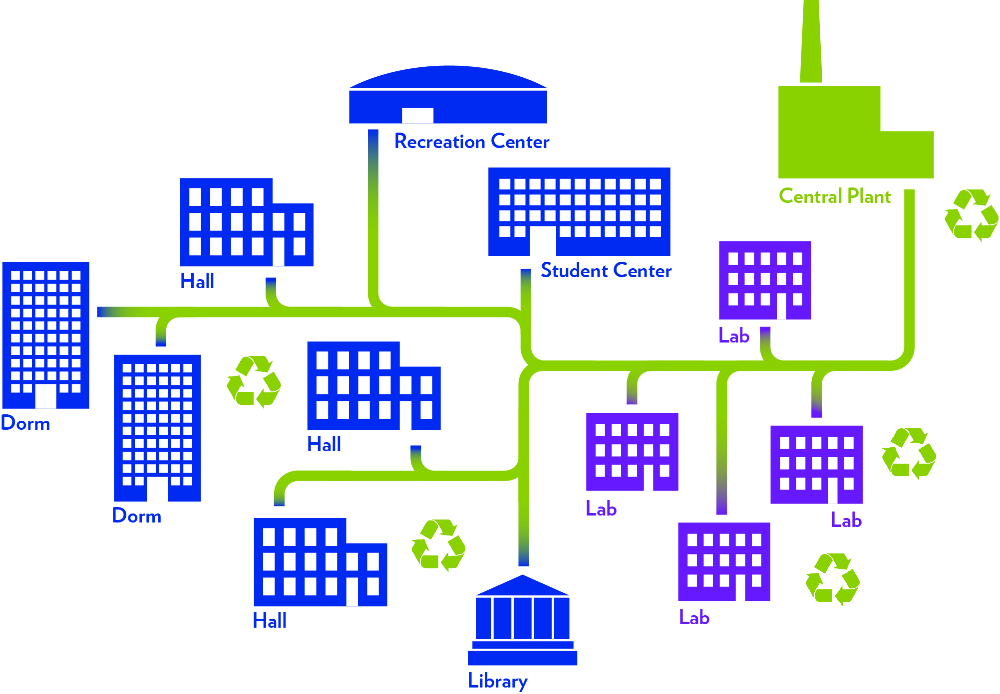 Recreation Center
Central Plant
Student Center
Hall
Lab
Dorm
Hall
Lab
Dorm
Lab
Lab
Hall
Library